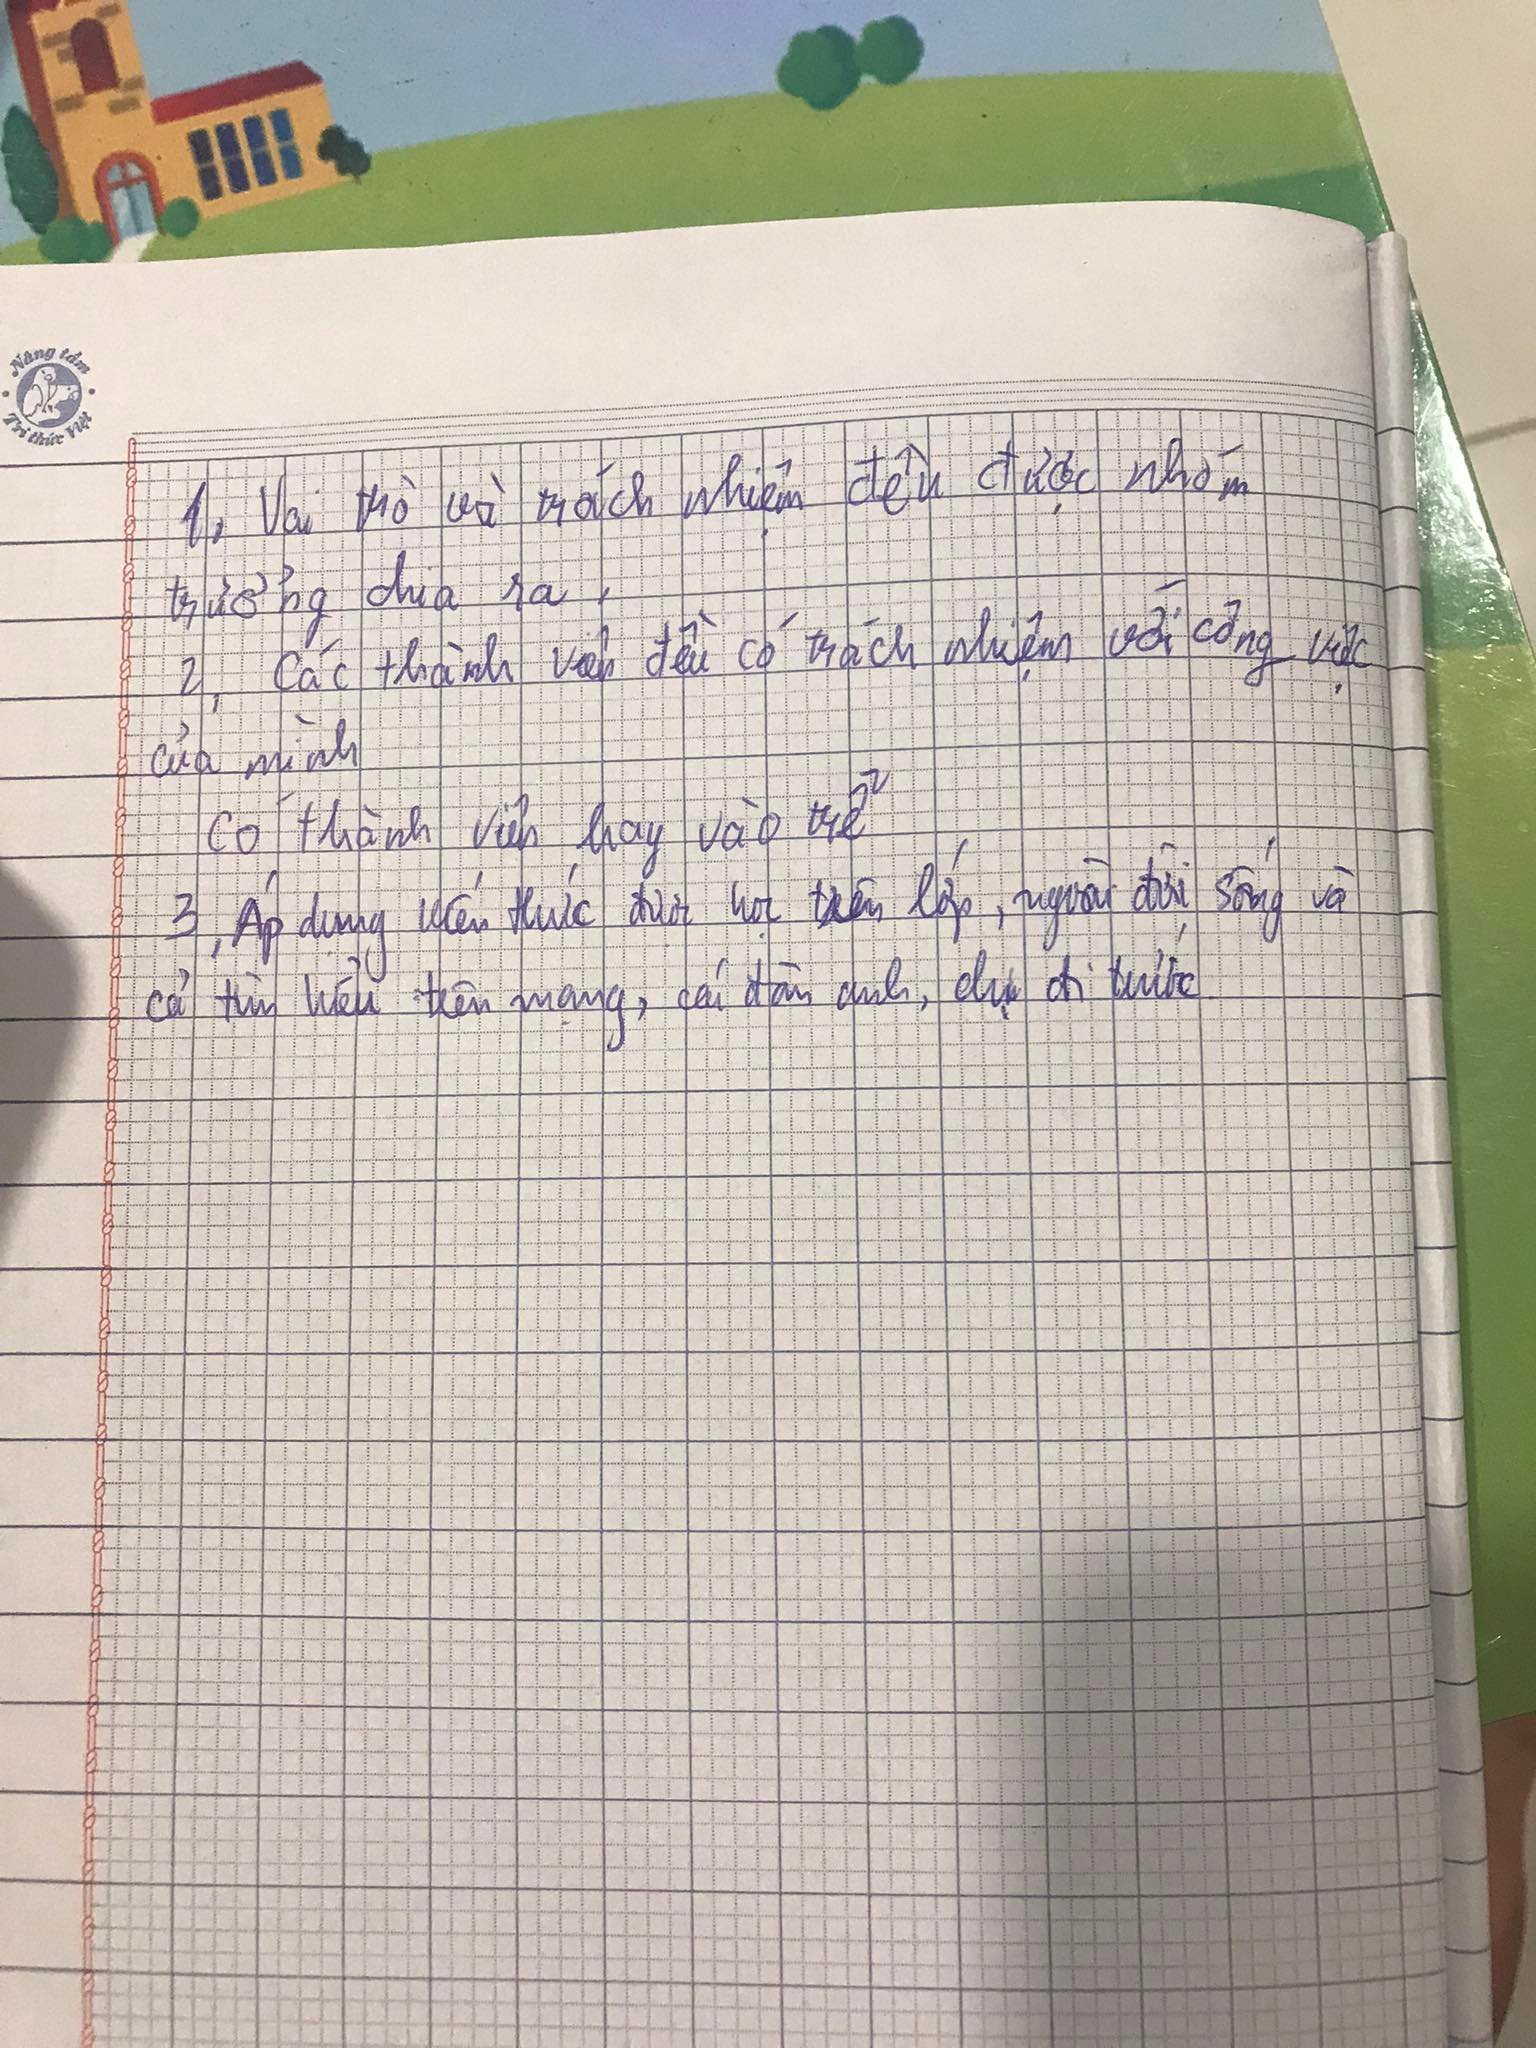 Nâng tầm
Tri thức Việt
1, Vai trò và trách nhiệm đều được nhóm
trưởng chia ra,
2, Các thành viên đều có trách nhiệm với công việc
của mình
Có thành viên hay vào trễ
3, Áp dụng kiến thức được học trên lớp, ngoài đời sống và
cả tìm hiểu trên mạng, các đàn anh, chị đi trước